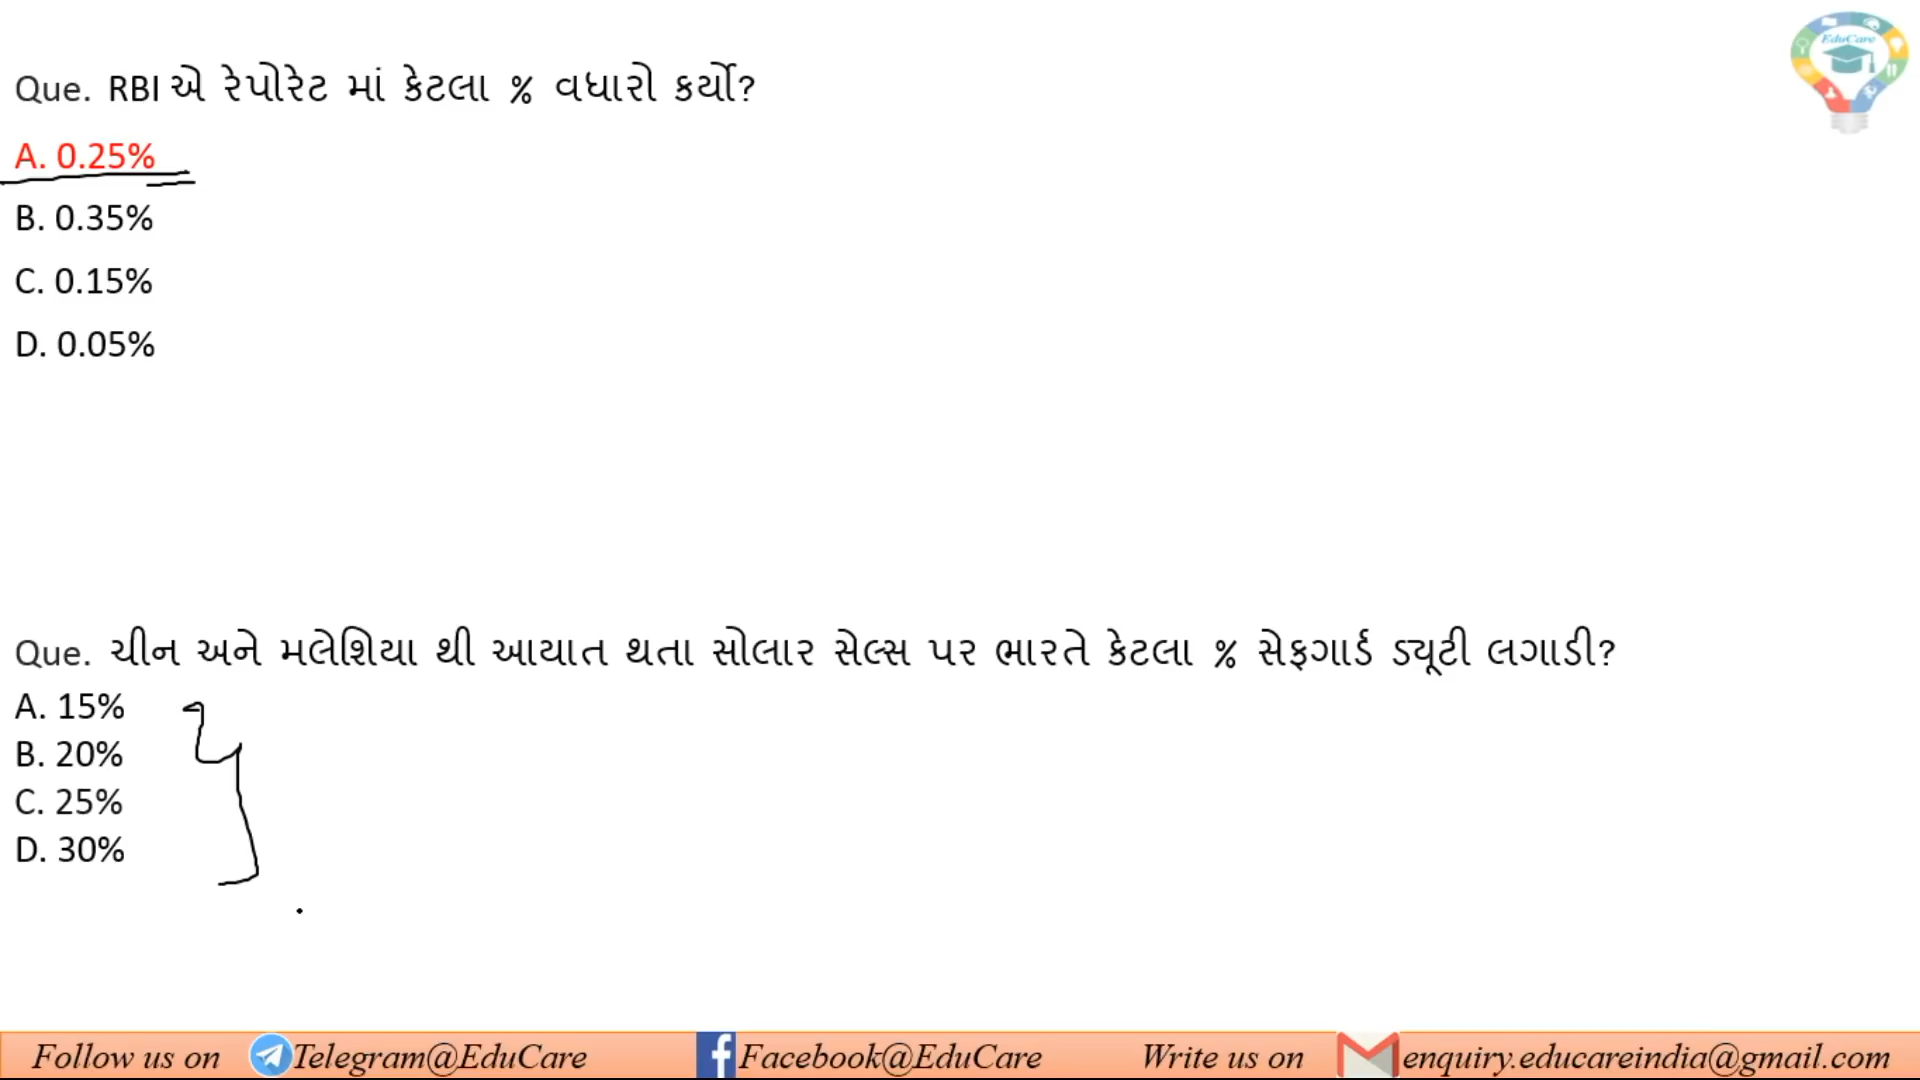 Que. RBI એ રેપોરેટ માં કેટલા % વધારો કર્યો?
A. 0.25%
B. 0.35%
C. 0.15%
D. 0.05%
Que. ચીન અને મલેશિયા થી આયાત થતા સોલાર સેલ્સ પર ભારતે કેટલા % સેફગાર્ડ ડ્યૂટી લગાડી?
A. 15%
B. 20%
C. 25%
D. 30%
EduCare
Follow us on Telegram@EduCare Facebook@EduCare Write us on enquiry.educareindia@gmail.com